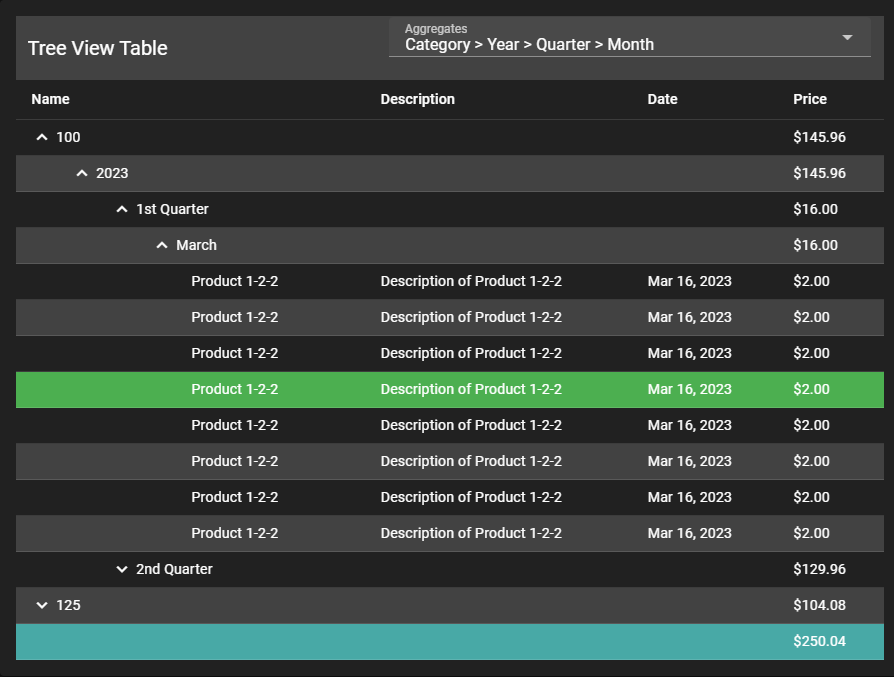 Tree View Table
Aggregates
Category > Year > Quarter > Month
Name Description Date Price
100 $145.96
2023 $145.96
1st Quarter $16.00
March $16.00
Product 1-2-2 Description of Product 1-2-2 Mar 16, 2023 $2.00
Product 1-2-2 Description of Product 1-2-2 Mar 16, 2023 $2.00
Product 1-2-2 Description of Product 1-2-2 Mar 16, 2023 $2.00
Product 1-2-2 Description of Product 1-2-2 Mar 16, 2023 $2.00
Product 1-2-2 Description of Product 1-2-2 Mar 16, 2023 $2.00
Product 1-2-2 Description of Product 1-2-2 Mar 16, 2023 $2.00
Product 1-2-2 Description of Product 1-2-2 Mar 16, 2023 $2.00
Product 1-2-2 Description of Product 1-2-2 Mar 16, 2023 $2.00
2nd Quarter $129.96
125 $104.08
$250.04